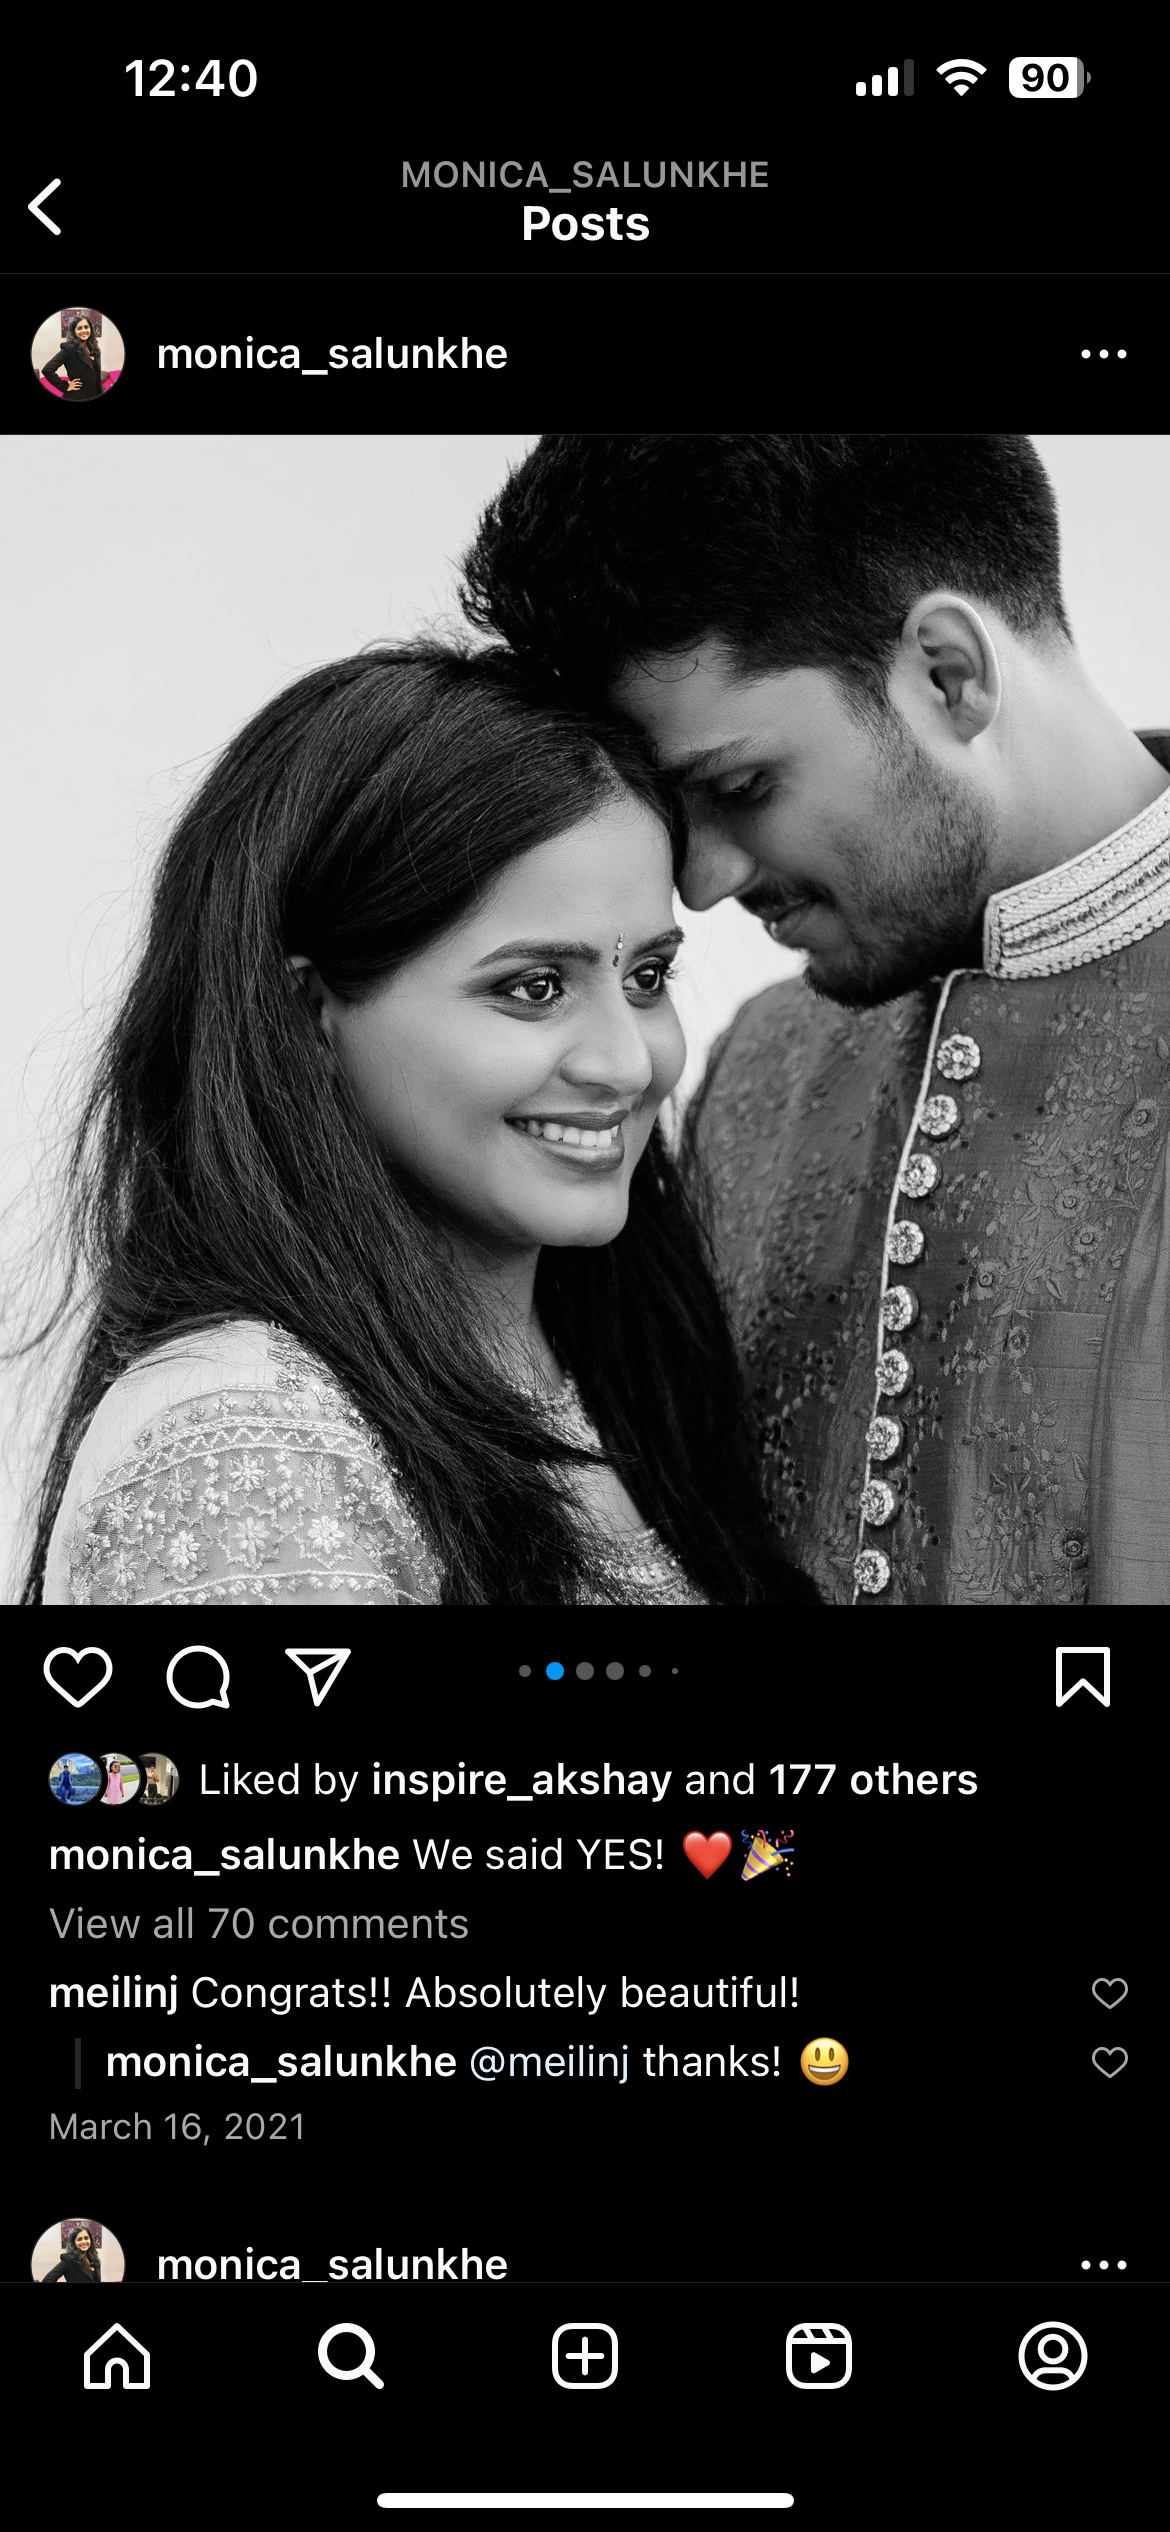 12:40
90
MONICA_SALUNKHE
Posts
monica_salunkhe
Liked by inspire_akshay and 177 others
monica_salunkhe We said YES! ❤️🎉
View all 70 comments
meilinj Congrats!! Absolutely beautiful!
monica_salunkhe @meilinj thanks! 😃
March 16, 2021
monica_salunkhe